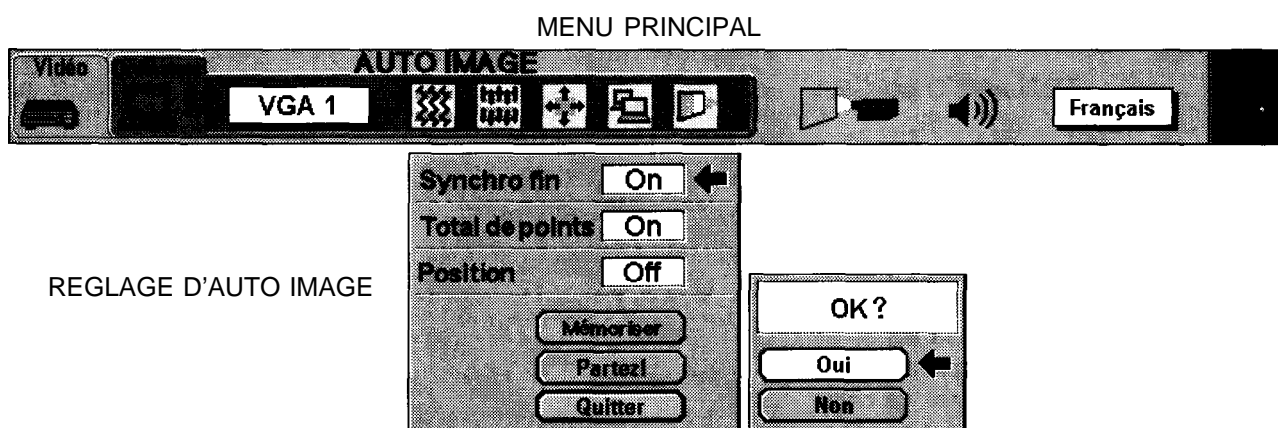 MENU PRINCIPAL
Vidéo
AUTO IMAGE
VGA 1
Français
Synchro fin On
Total de points On
Position Off
REGLAGE D'AUTO IMAGE
OK?
Mémoriser
Partez!
Oui
Quitter
Non